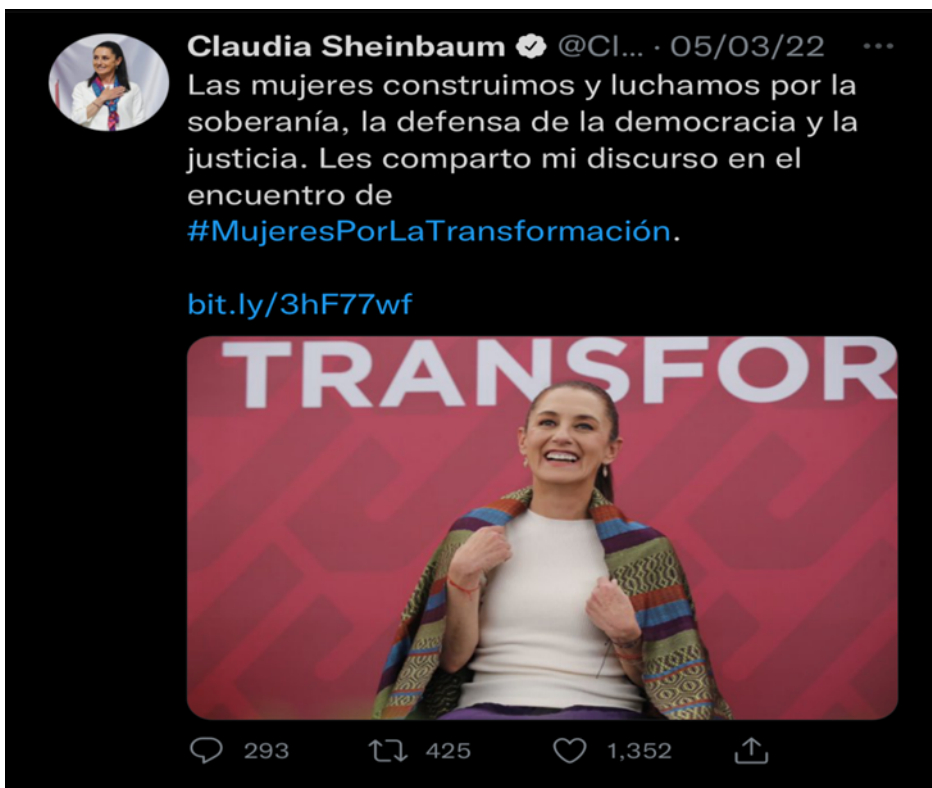 Claudia Sheinbaum @Cl... · 05/03/22
Las mujeres construimos y luchamos por la
soberanía, la defensa de la democracia y la
justicia. Les comparto mi discurso en el
encuentro de
#MujeresPorLaTransformación.
bit.ly/3hF77wf
TRANSFOR
293 425 1,352